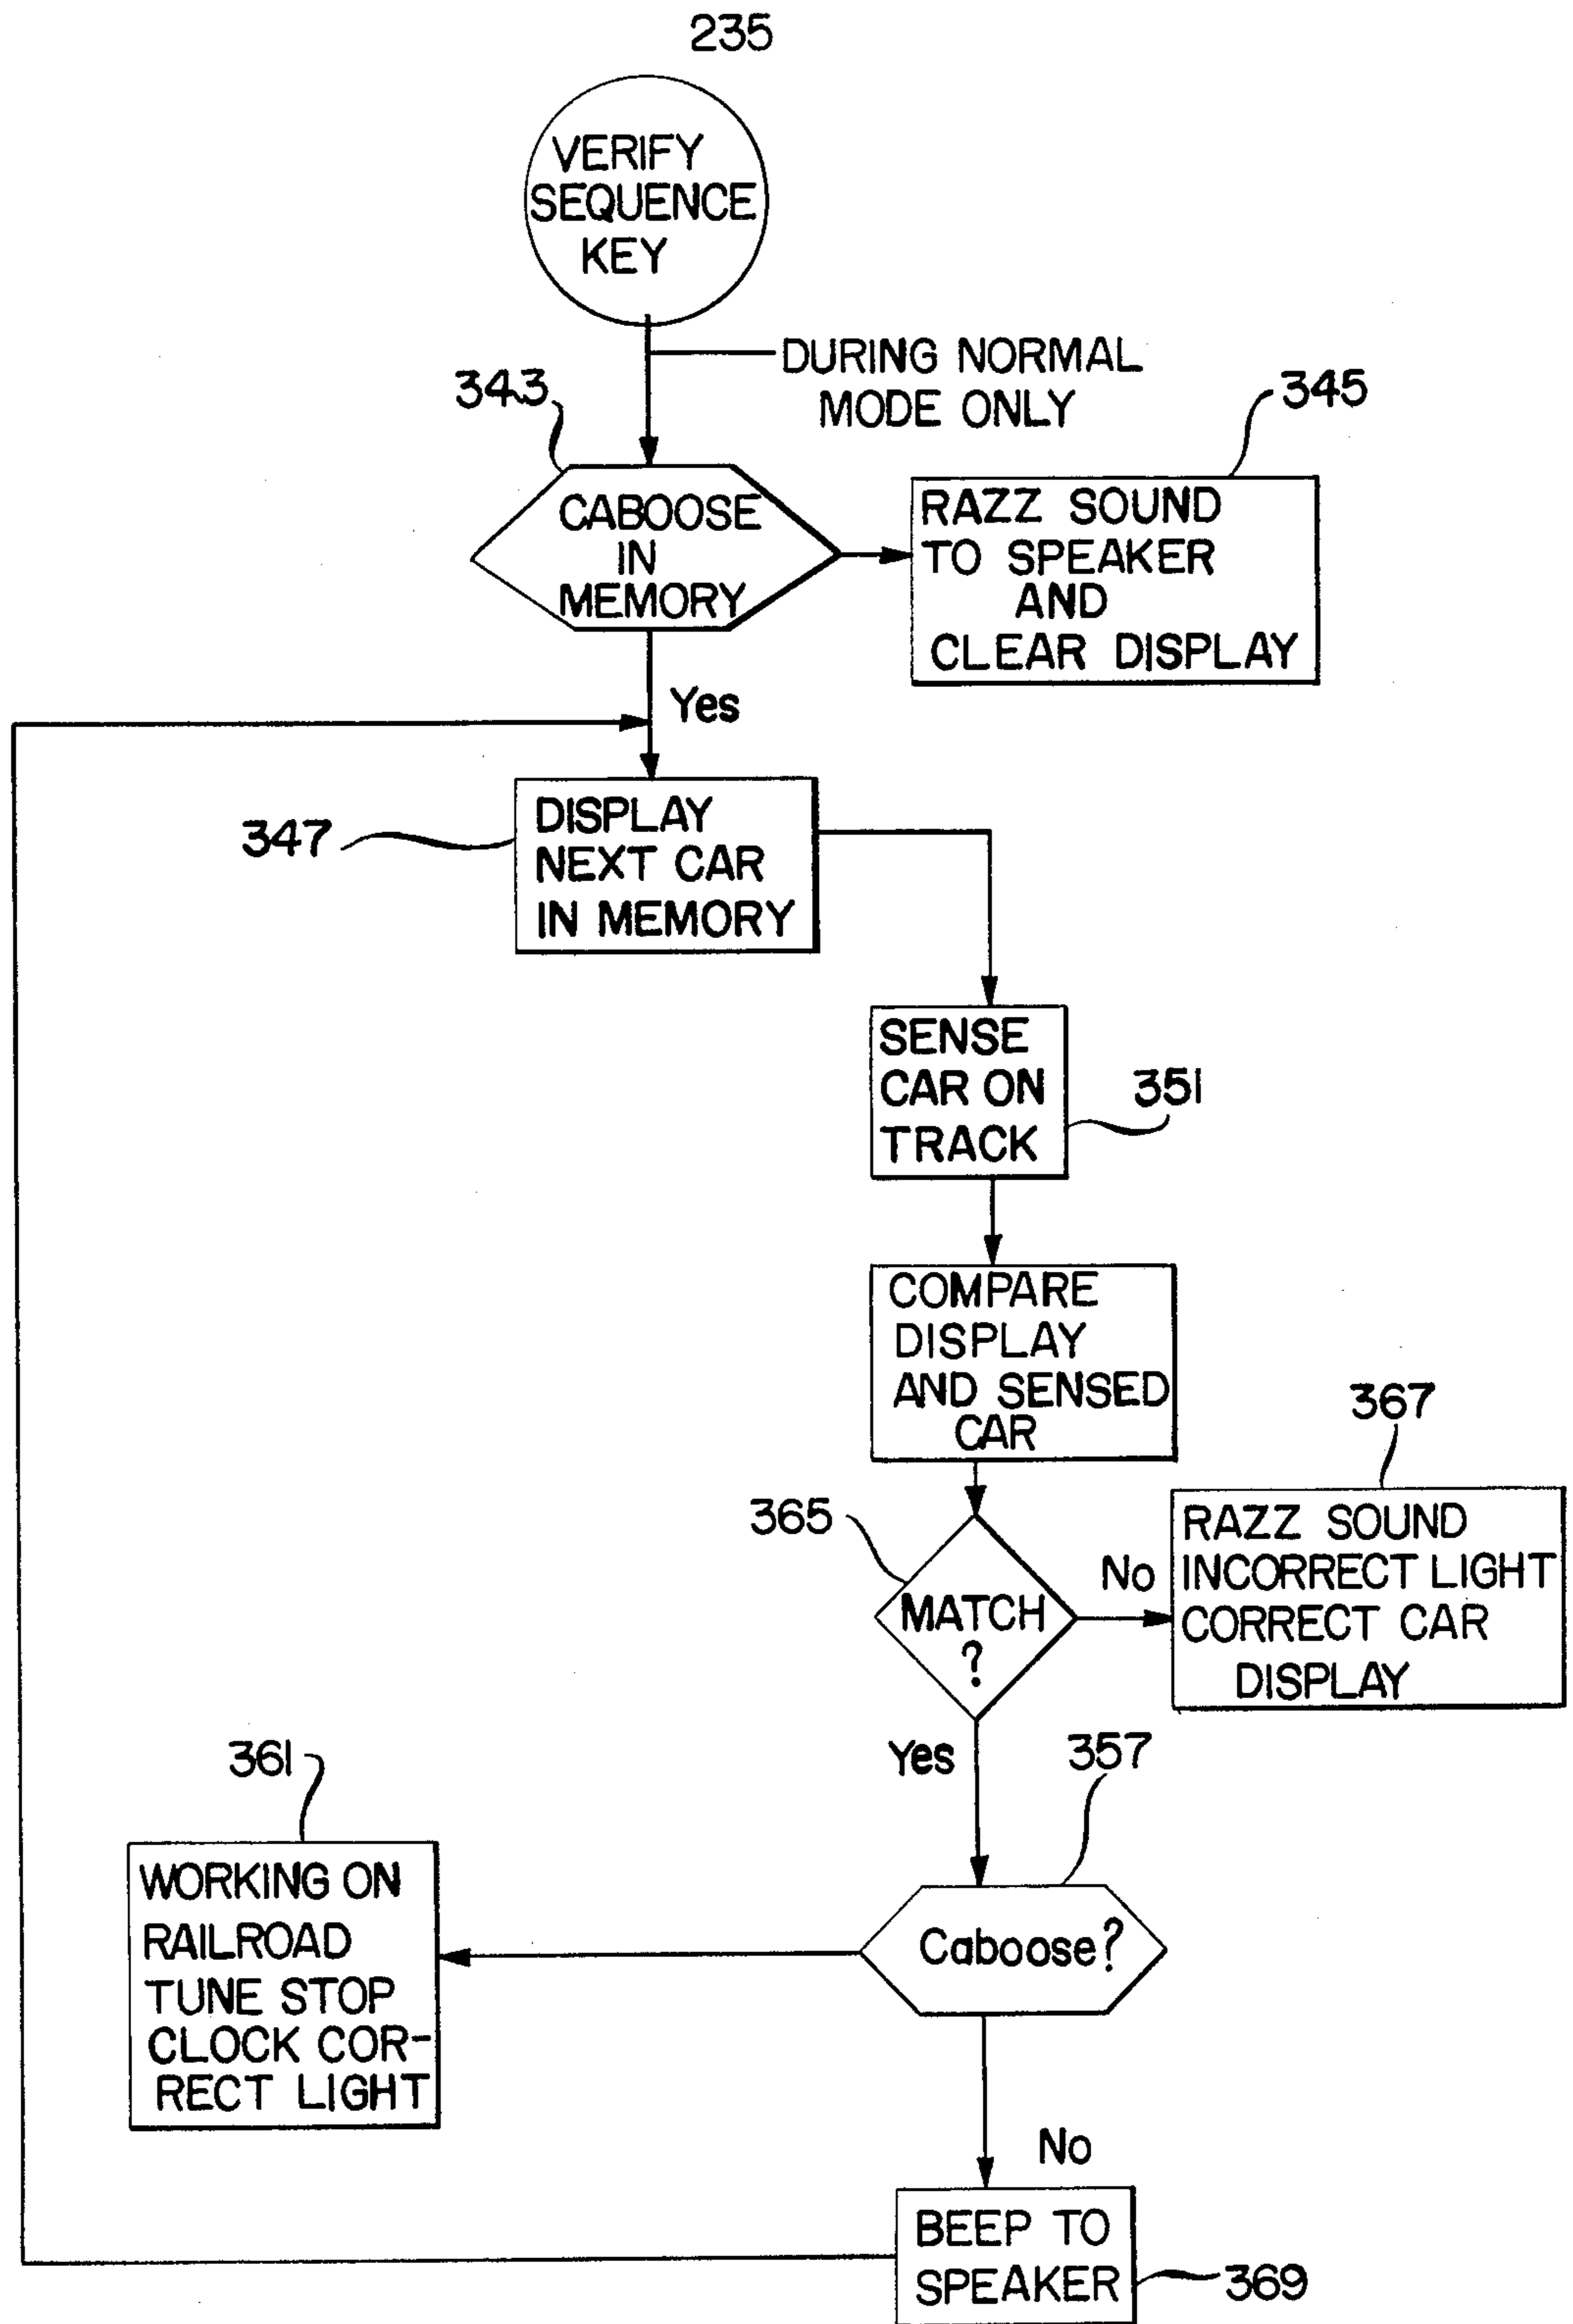 235
VERIFY
SEQUENCE
KEY
DURING NORMAL
MODE ONLY
343
345
CABOOSE
IN
MEMORY
RAZZ SOUND
TO SPEAKER
AND
CLEAR DISPLAY
Yes
347
DISPLAY
NEXT CAR
IN MEMORY
SENSE
CAR ON
TRACK
351
COMPARE
DISPLAY
AND SENSED
CAR
367
365
MATCH
?
No
RAZZ SOUND
INCORRECT LIGHT
CORRECT CAR
DISPLAY
Yes
357
361
WORKING ON
RAILROAD
TUNE STOP
CLOCK COR-
RECT LIGHT
Caboose?
No
BEEP TO
SPEAKER
369